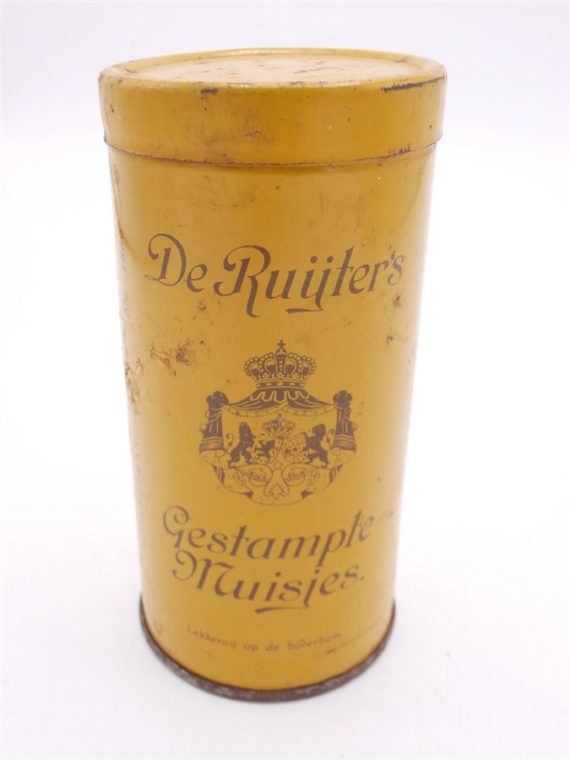 De Ruijter's
Gestampte
Muisjes.
Lekkernij op de boterham.